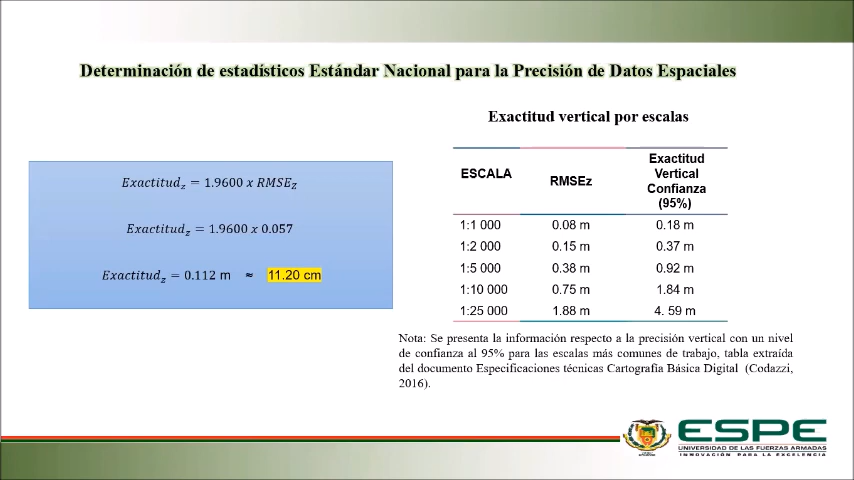 Determinación de estadísticos Estándar Nacional para la Precisión de Datos Espaciales
Exactitud_z = 1.9600 x RMSE_Z
Exactitud_z = 1.9600 x 0.057
Exactitud_z = 0.112 m ≈ 11.20 cm
Exactitud vertical por escalas
ESCALA RMSEz Exactitud Vertical Confianza (95%)
1:1 000 0.08 m 0.18 m
1:2 000 0.15 m 0.37 m
1:5 000 0.38 m 0.92 m
1:10 000 0.75 m 1.84 m
1:25 000 1.88 m 4. 59 m
Nota: Se presenta la información respecto a la precisión vertical con un nivel
de confianza al 95% para las escalas más comunes de trabajo, tabla extraída
del documento Especificaciones técnicas Cartografía Básica Digital (Codazzi,
2016).
ESPE
UNIVERSIDAD DE LAS FUERZAS ARMADAS
INNOVACIÓN PARA LA EXCELENCIA